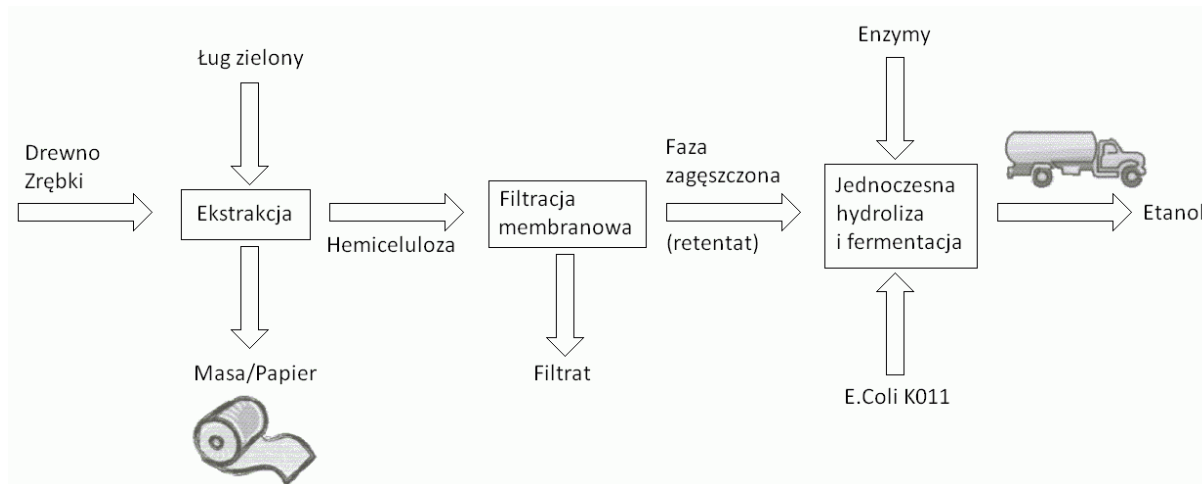 Enzymy
Ług zielony
Drewno
Zrębki
Ekstrakcja
Hemiceluloza
Filtracja
membranowa
Faza
zagęszczona
(retentat)
Jednoczesna
hydroliza
i fermentacja
Etanol
Masa/Papier
Filtrat
E.Coli K011